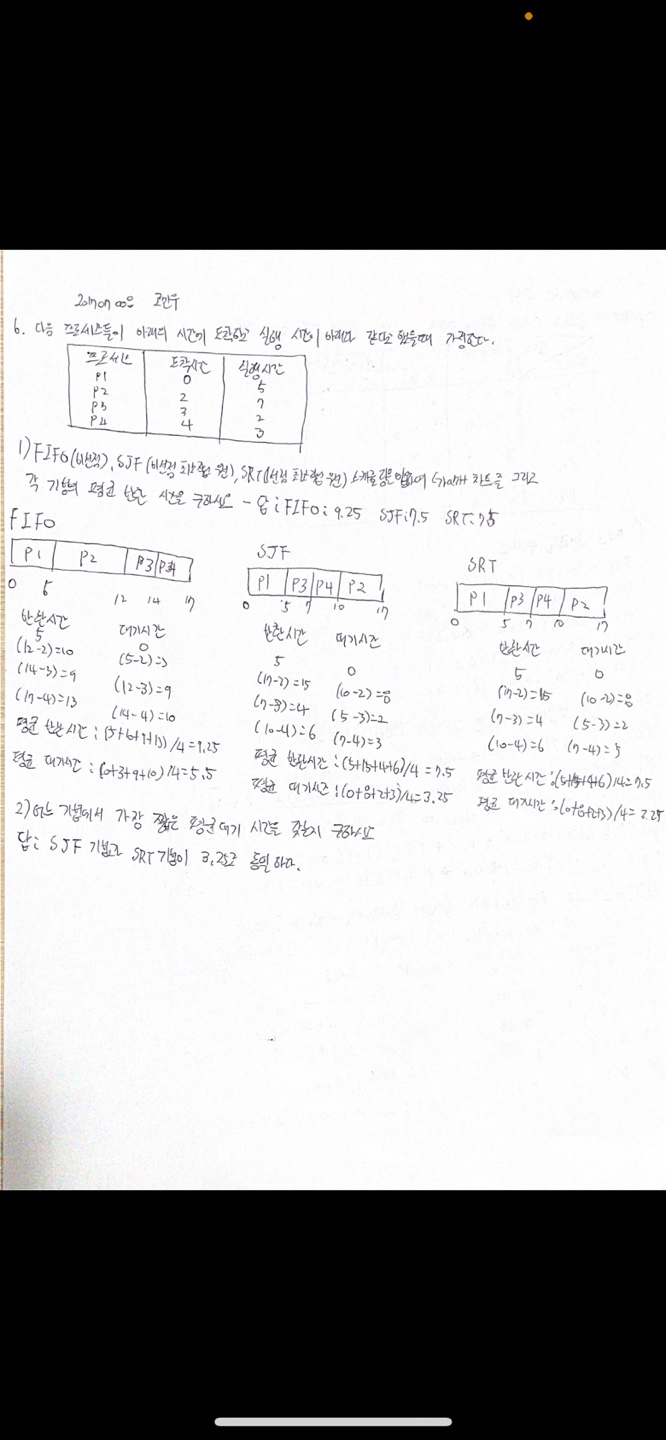 6. 다음 프로세스들이 아래의 시간에 도착하고 실행 시간이 아래와 같다고 했을때 가정한다.
프로세스 도착시간 실행시간
P1 0 5
P2 2 7
P3 3 2
P4 4 3
1) FIFO(비선점), SJF(비선점 최단작업 우선), SRT(선점 최단작업 우선) 스케줄링을 이용하여 Gantt 차트를 그리고
각 기법의 평균 반환 시간을 구하시오 - 답: FIFO: 9.25 SJF: 7.5 SRT: 7.5
FIFO
P1 P2 P3 P4
0 5 12 14 17
반환시간 대기시간
5 0
(12-2)=10 (5-2)=3
(14-3)=9 (12-3)=9
(17-4)=13 (14-4)=10
평균 반환시간: (5+10+9+13)/4=9.25
평균 대기시간: (0+3+9+10)/4=5.5
SJF
P1 P3 P4 P2
0 5 7 10 17
반환시간 대기시간
5 0
(17-2)=15 (10-2)=8
(7-3)=4 (5-3)=2
(10-4)=6 (7-4)=3
평균 반환시간: (5+15+4+6)/4=7.5
평균 대기시간: (0+8+2+3)/4=3.25
SRT
P1 P3 P4 P2
0 5 7 10 17
반환시간 대기시간
5 0
(17-2)=15 (10-2)=8
(7-3)=4 (5-3)=2
(10-4)=6 (7-4)=3
평균 반환시간: (5+15+4+6)/4=7.5
평균 대기시간: (0+8+2+3)/4=3.25
2) 어느 기법에서 가장 짧은 평균 대기 시간을 갖는지 구하시오
답: SJF 기법과 SRT 기법이 3.25로 동일하다.